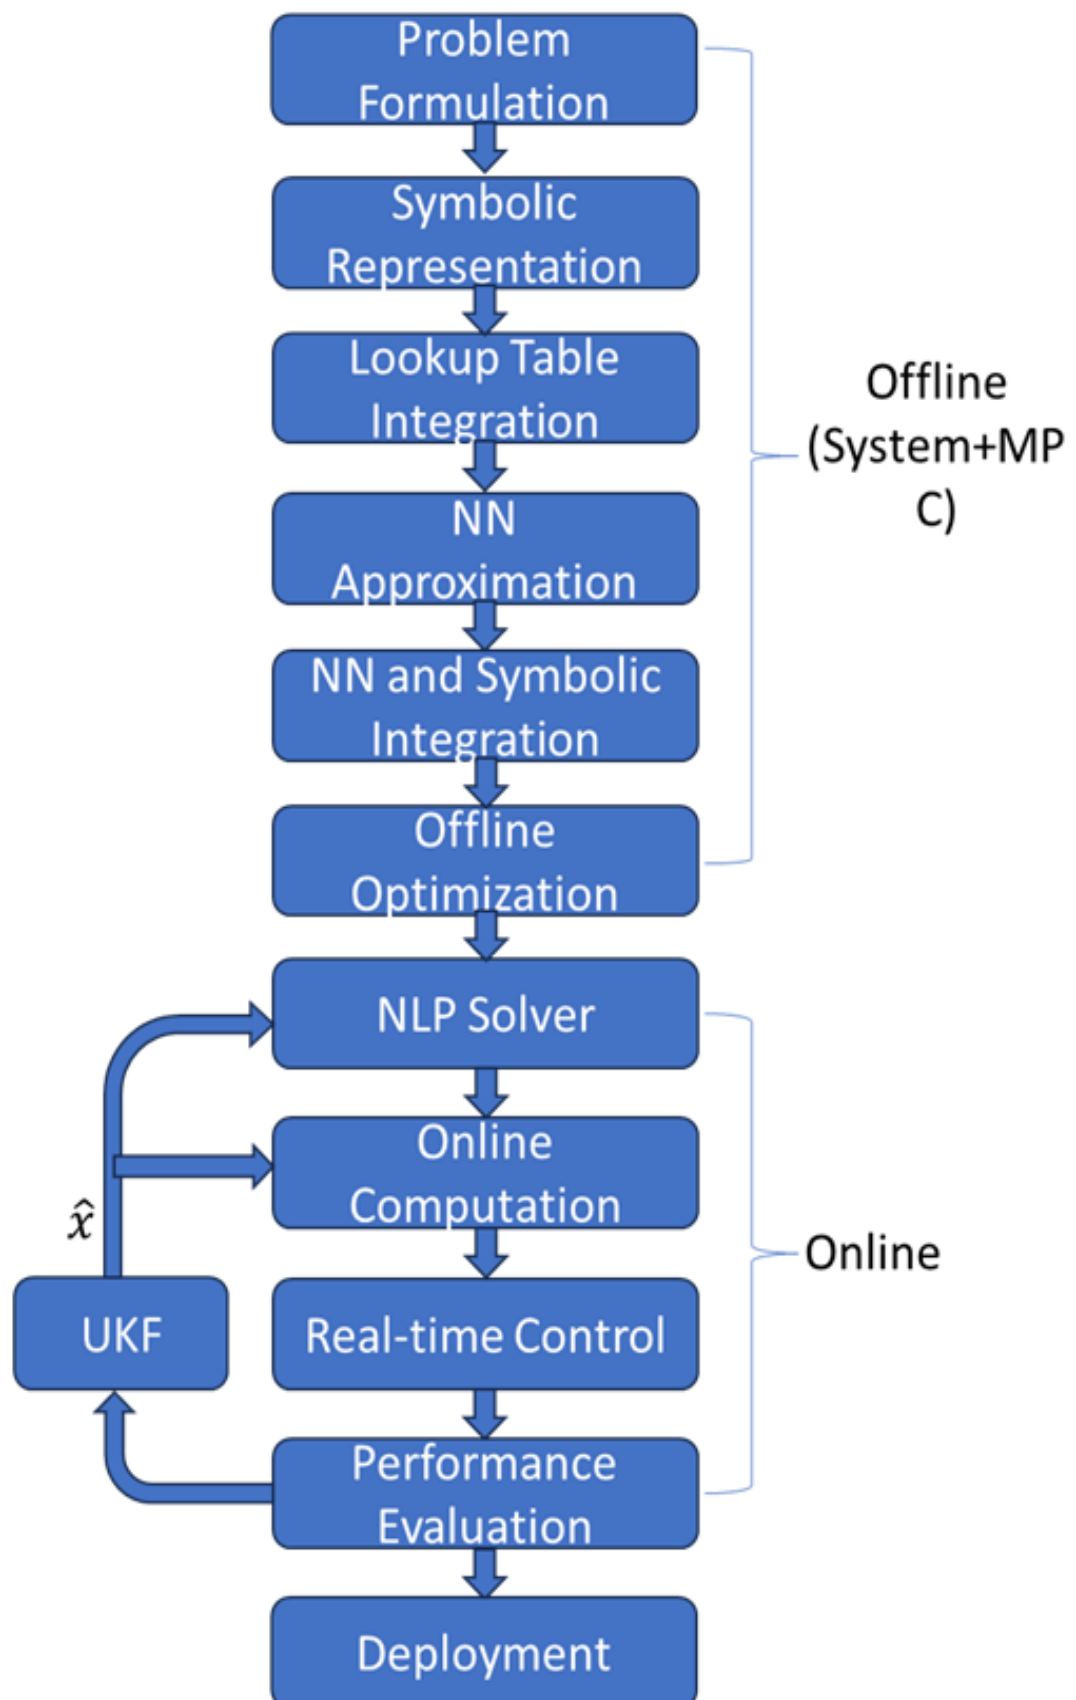 Problem
Formulation
Symbolic
Representation
Lookup Table
Integration
NN
Approximation
NN and Symbolic
Integration
Offline
Optimization
Offline
(System+MP
C)
NLP Solver
Online
Computation
x̂
UKF
Real-time Control
Performance
Evaluation
Online
Deployment